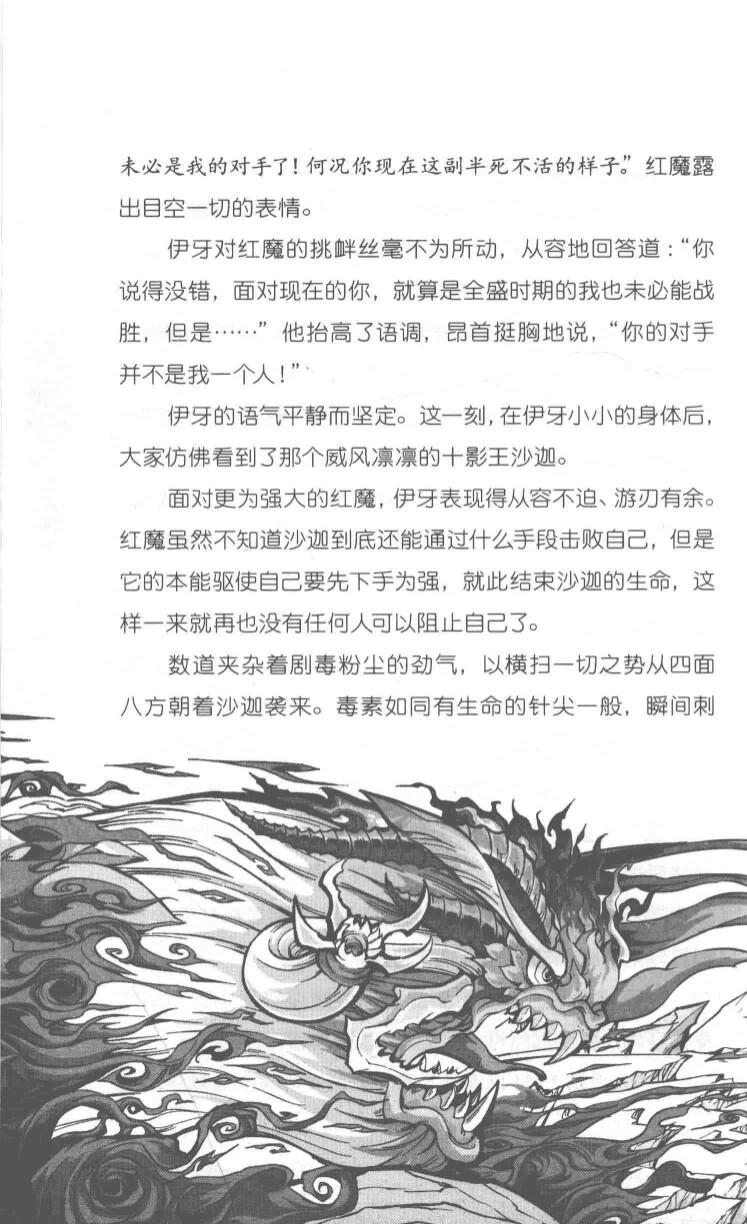 未必是我的对手了！何况你现在这副半死不活的样子。”红魔露
出目空一切的表情。
伊牙对红魔的挑衅丝毫不为所动，从容地回答道：“你
说得没错，面对现在的你，就算是全盛时期的我也未必能战
胜，但是……”他抬高了语调，昂首挺胸地说，“你的对手
并不是我一个人！”
伊牙的语气平静而坚定。这一刻，在伊牙小小的身体后，
大家仿佛看到了那个威风凛凛的十影王沙迦。
面对更为强大的红魔，伊牙表现得从容不迫、游刃有余。
红魔虽然不知道沙迦到底还能通过什么手段击败自己，但是
它的本能驱使自己要先下手为强，就此结束沙迦的生命，这
样一来就再也没有任何人可以阻止自己了。
数道夹杂着剧毒粉尘的劲气，以横扫一切之势从四面
八方朝着沙迦袭来。毒素如同有生命的针尖一般，瞬间刺